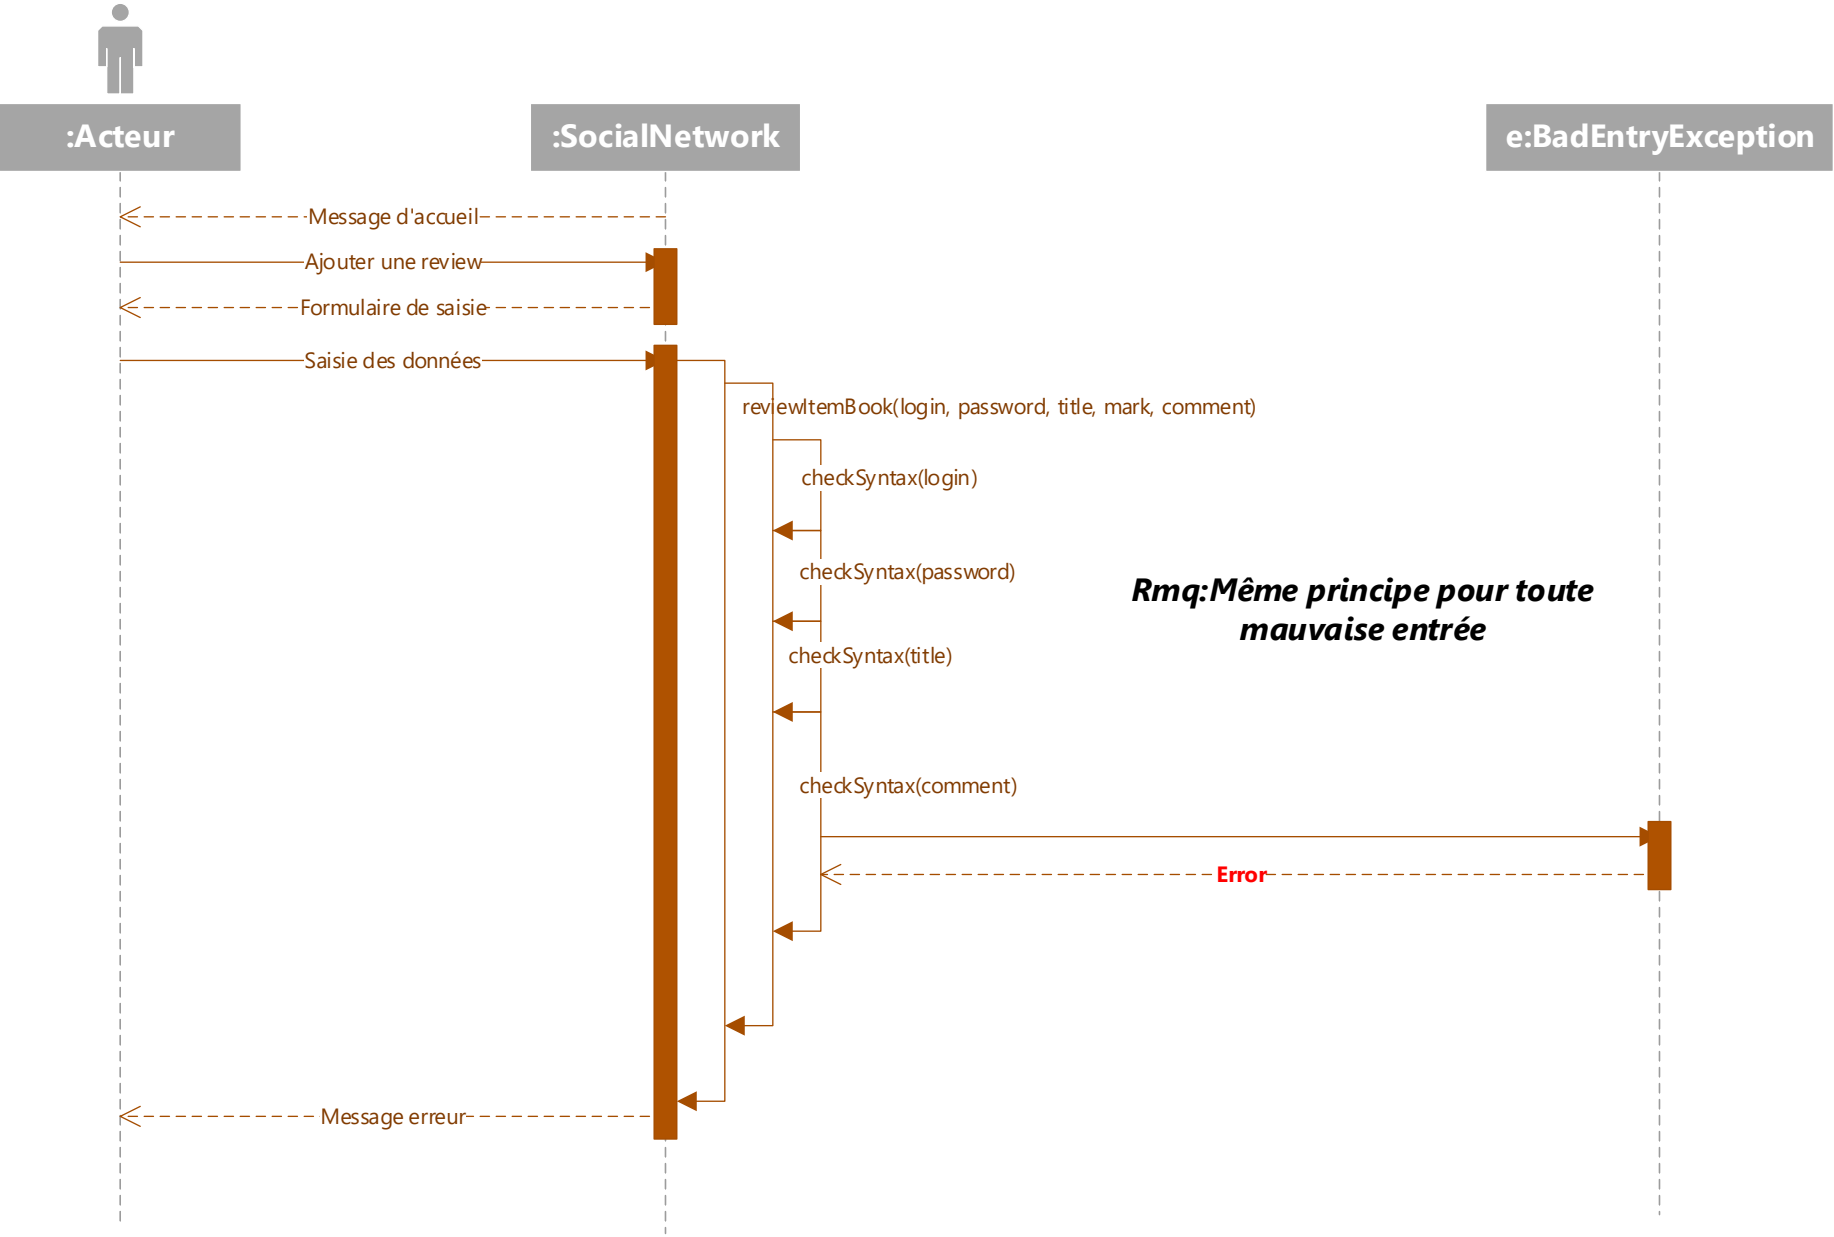 :Acteur
:SocialNetwork
e:BadEntryException
Message d'accueil
Ajouter une review
Formulaire de saisie
Saisie des données
reviewItemBook(login, password, title, mark, comment)
checkSyntax(login)
checkSyntax(password)
Rmq:Même principe pour toute
mauvaise entrée
checkSyntax(title)
checkSyntax(comment)
Error
Message erreur